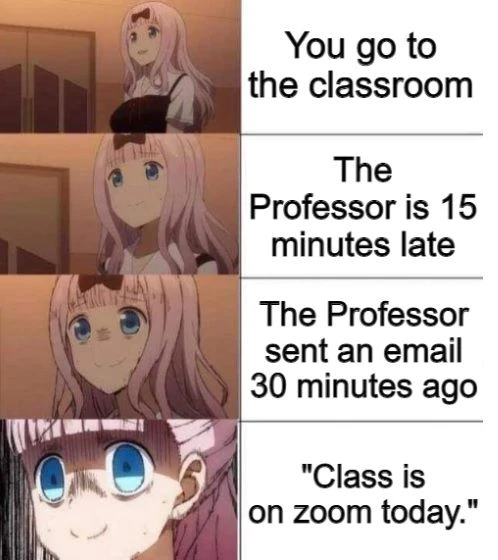 You go to
the classroom
The
Professor is 15
minutes late
The Professor
sent an email
30 minutes ago
"Class is
on zoom today."